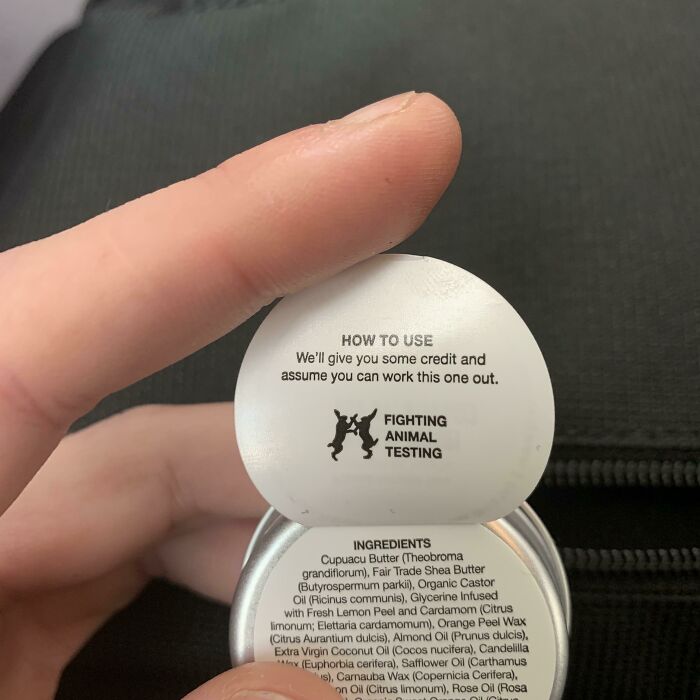 HOW TO USE
We'll give you some credit and
assume you can work this one out.
FIGHTING
ANIMAL
TESTING
INGREDIENTS
Cupuacu Butter (Theobroma
grandiflorum), Fair Trade Shea Butter
(Butyrospermum parkii), Organic Castor
Oil (Ricinus communis), Glycerine Infused
with Fresh Lemon Peel and Cardamom (Citrus
limonum; Elettaria cardamomum), Orange Peel Wax
(Citrus Aurantium dulcis), Almond Oil (Prunus dulcis),
Extra Virgin Coconut Oil (Cocos nucifera), Candelilla
Wax (Euphorbia cerifera), Safflower Oil (Carthamus
Carnauba Wax (Copernicia Cerifera),
Oil (Citrus limonum), Rose Oil (Rosa
Sweet Orange Oil (Citrus